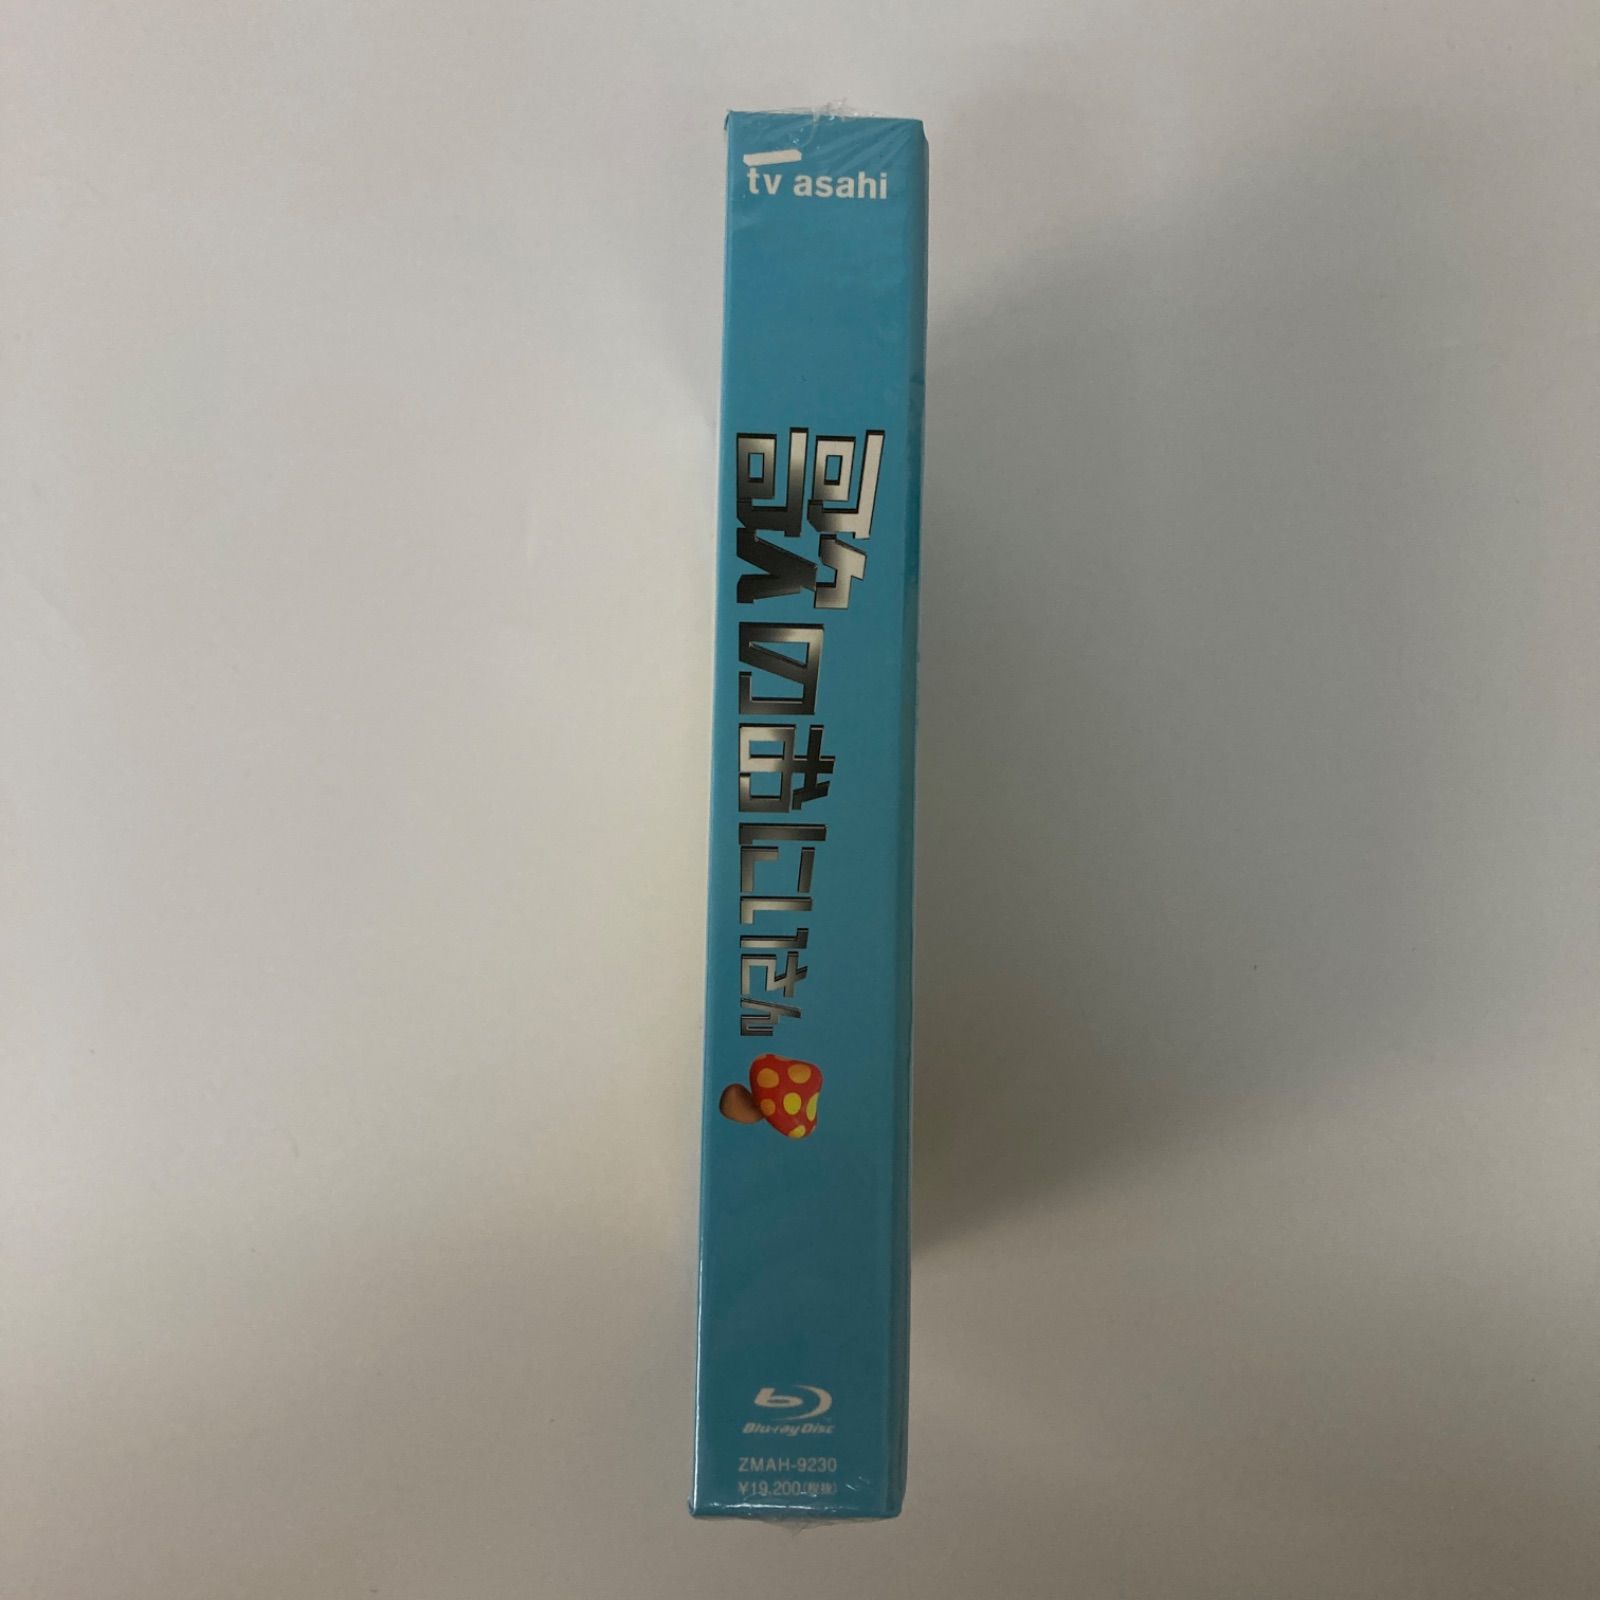 tv asahi
歌のおにいさん
Blu-ray Disc
ZMAH-9230
¥19,200(税抜)